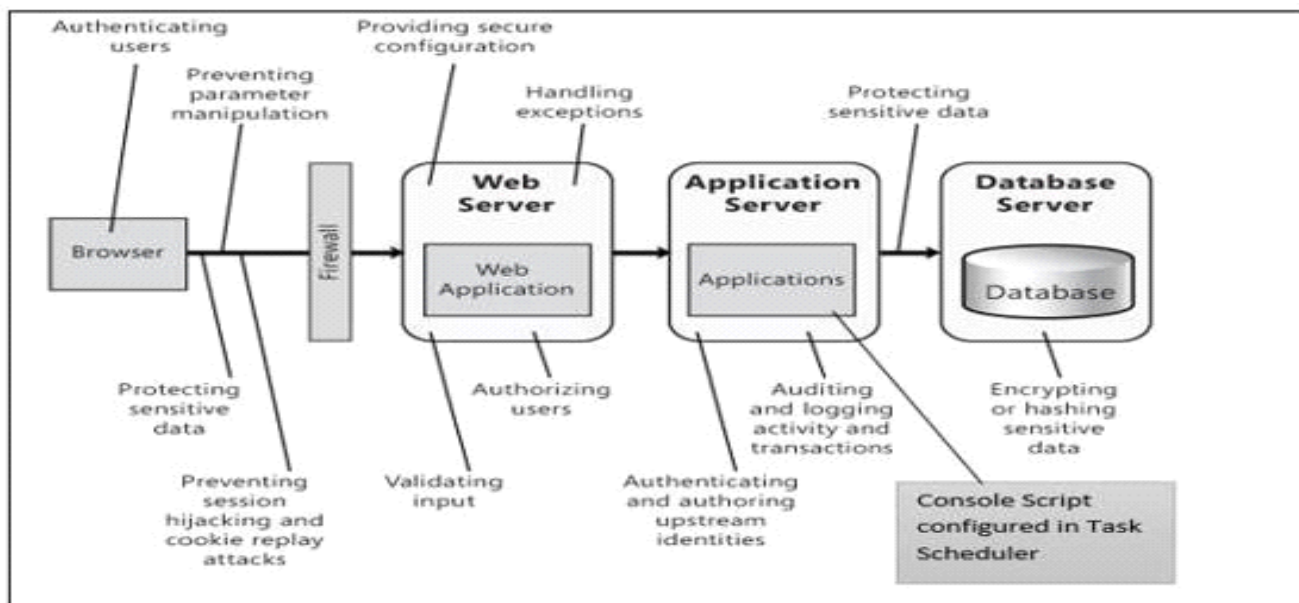 Authenticating
users
Providing secure
configuration
Preventing
parameter
manipulation
Handling
exceptions
Protecting
sensitive data
Browser
Firewall
Web
Server
Web
Application
Application
Server
Applications
Database
Server
Database
Protecting
sensitive
data
Preventing
session
hijacking and
cookie replay
attacks
Validating
input
Authorizing
users
Authenticating
and authoring
upstream
identities
Auditing
and logging
activity and
transactions
Encrypting
or hashing
sensitive
data
Console Script
configured in Task
Scheduler